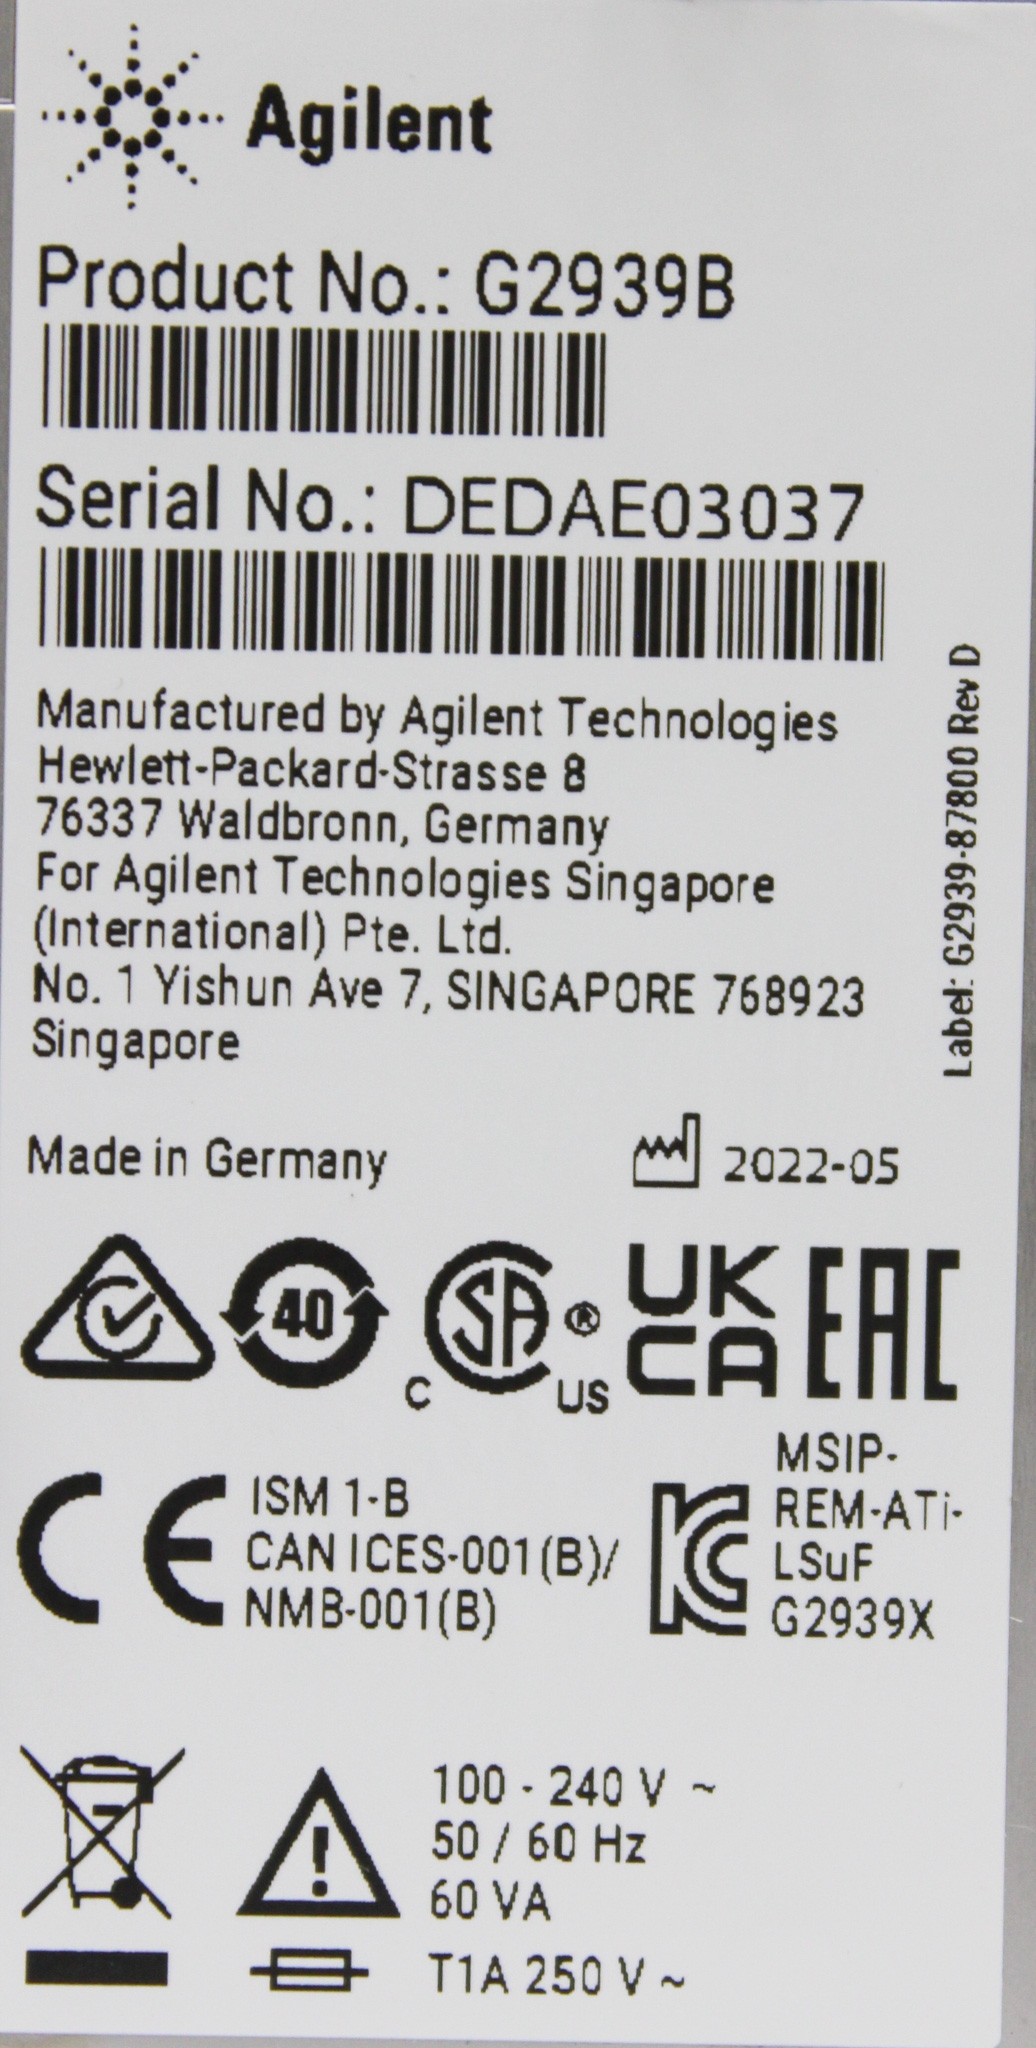 Agilent
Product No.: G2939B
Serial No.: DEDAE03037
Manufactured by Agilent Technologies
Hewlett-Packard-Strasse 8
76337 Waldbronn, Germany
For Agilent Technologies Singapore
(International) Pte. Ltd.
No. 1 Yishun Ave 7, SINGAPORE 768923
Singapore
Label: G2939-87800 Rev D
Made in Germany
2022-05
40
C SA ® US
UK
CA
EAC
CE
ISM 1-B
CAN ICES-001(B)/
NMB-001(B)
KC
MSIP-
REM-ATi-
LSuF
G2939X
100 - 240 V ~
50 / 60 Hz
60 VA
T1A 250 V ~